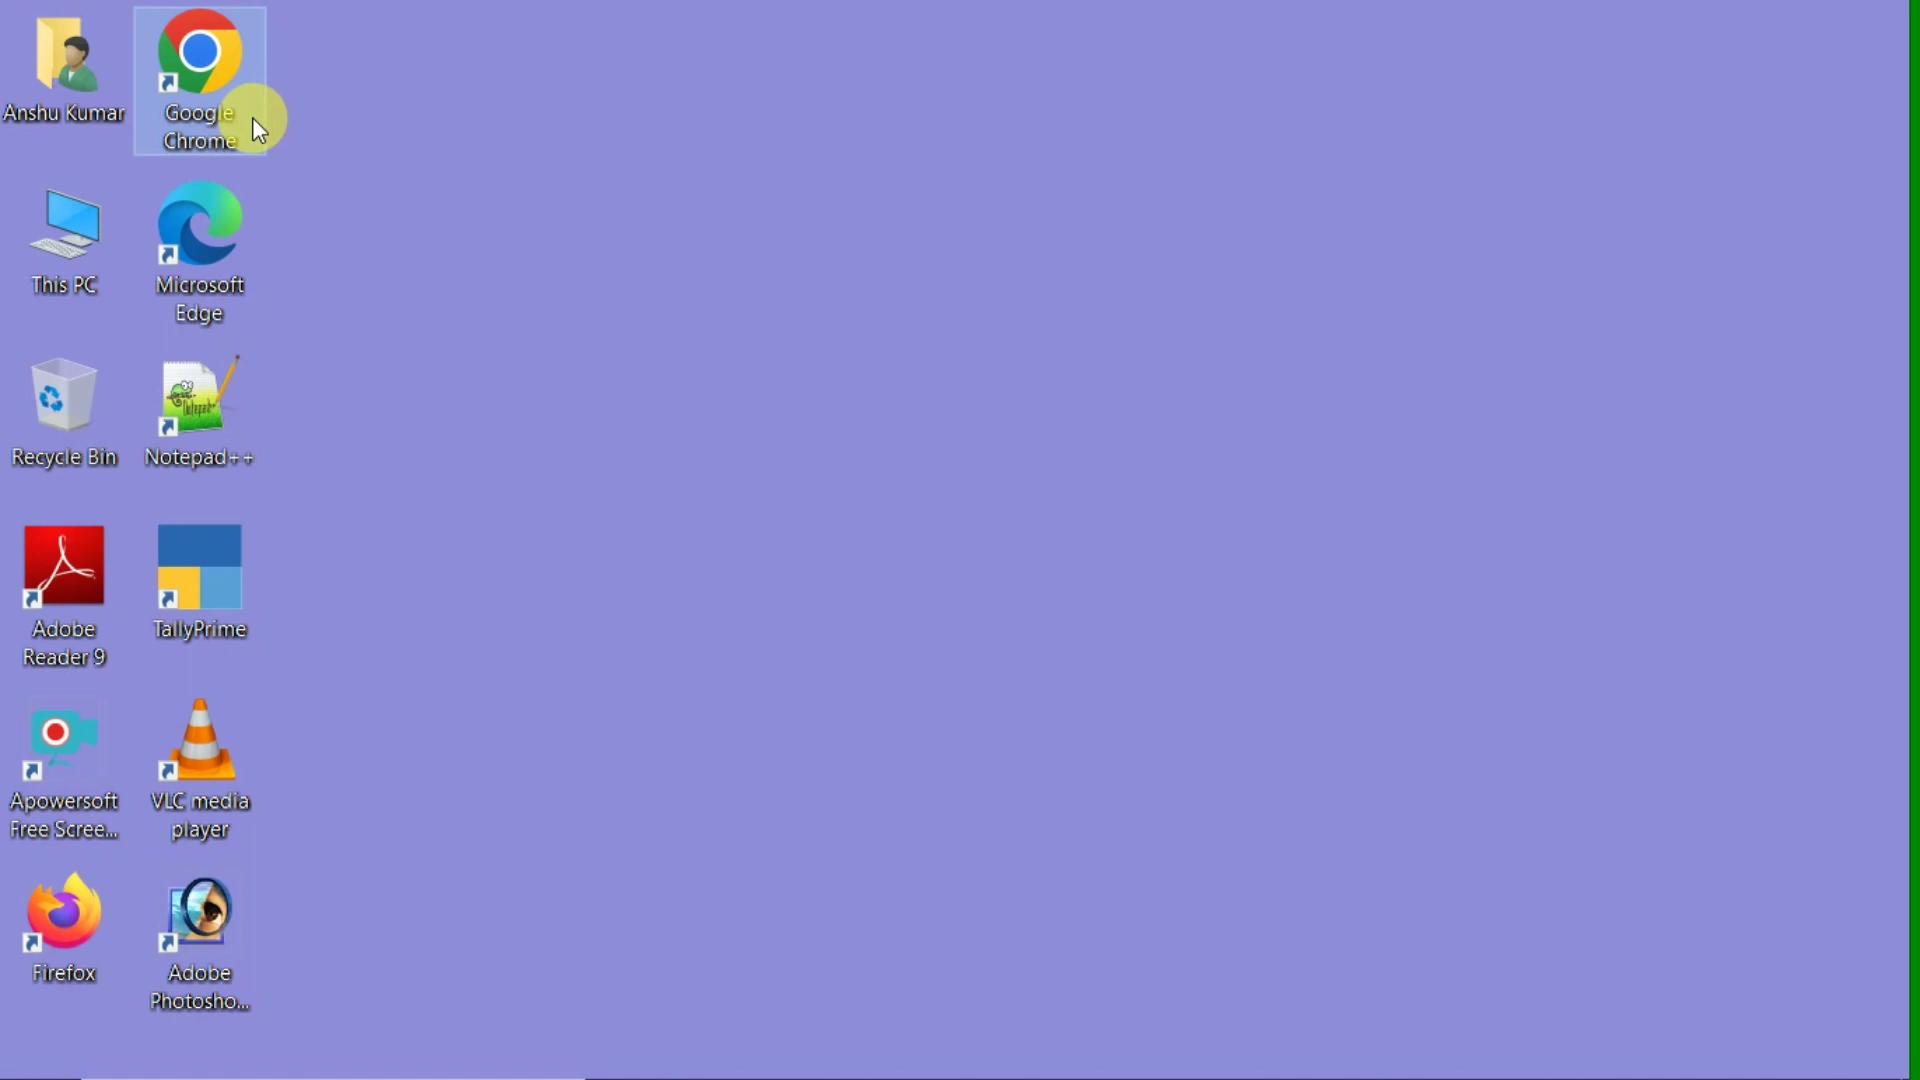 Anshu Kumar
Google
Chrome
This PC
Microsoft
Edge
Recycle Bin
Notepad++
Adobe
Reader 9
TallyPrime
Apowersoft
Free Scree...
VLC media
player
Firefox
Adobe
Photosho...